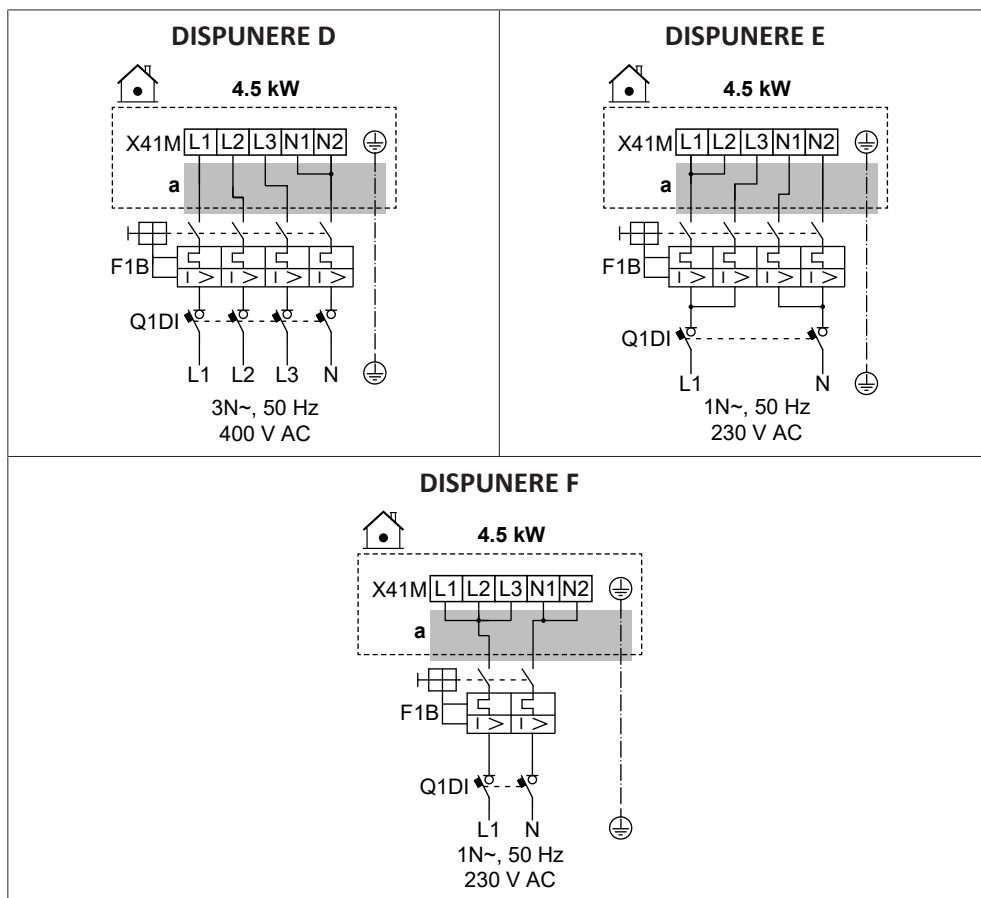 DISPUNERE D
4.5 kW
X41M L1 L2 L3 N1 N2
a
F1B
I > I > I > I >
Q1DI
L1 L2 L3 N
3N~, 50 Hz
400 V AC
DISPUNERE E
4.5 kW
X41M L1 L2 L3 N1 N2
a
F1B
I > I > I > I >
Q1DI
L1 N
1N~, 50 Hz
230 V AC
DISPUNERE F
4.5 kW
X41M L1 L2 L3 N1 N2
a
F1B
I > I >
Q1DI
L1 N
1N~, 50 Hz
230 V AC